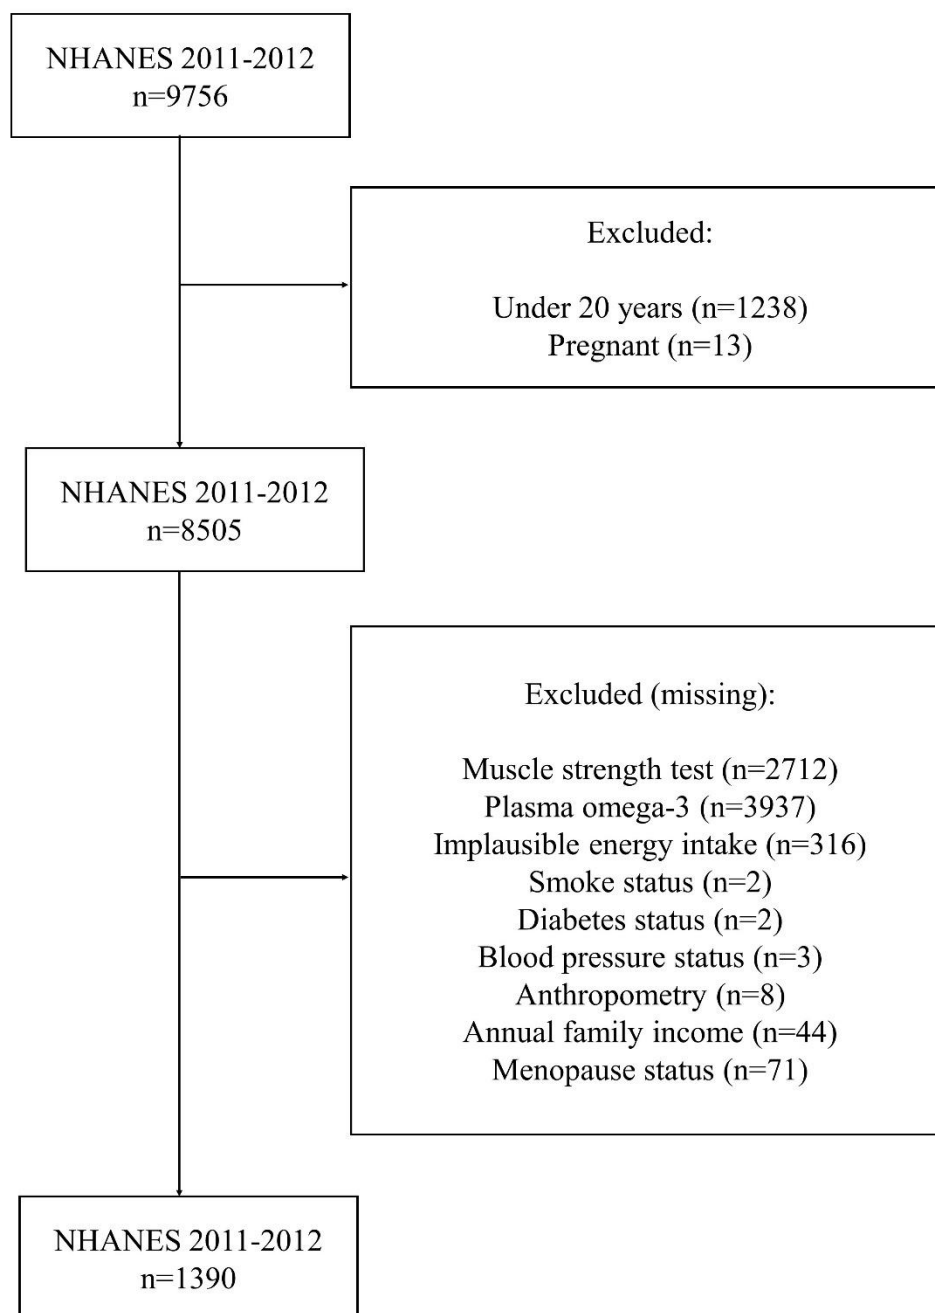 NHANES 2011-2012
n=9756
Excluded:
Under 20 years (n=1238)
Pregnant (n=13)
NHANES 2011-2012
n=8505
Excluded (missing):
Muscle strength test (n=2712)
Plasma omega-3 (n=3937)
Implausible energy intake (n=316)
Smoke status (n=2)
Diabetes status (n=2)
Blood pressure status (n=3)
Anthropometry (n=8)
Annual family income (n=44)
Menopause status (n=71)
NHANES 2011-2012
n=1390